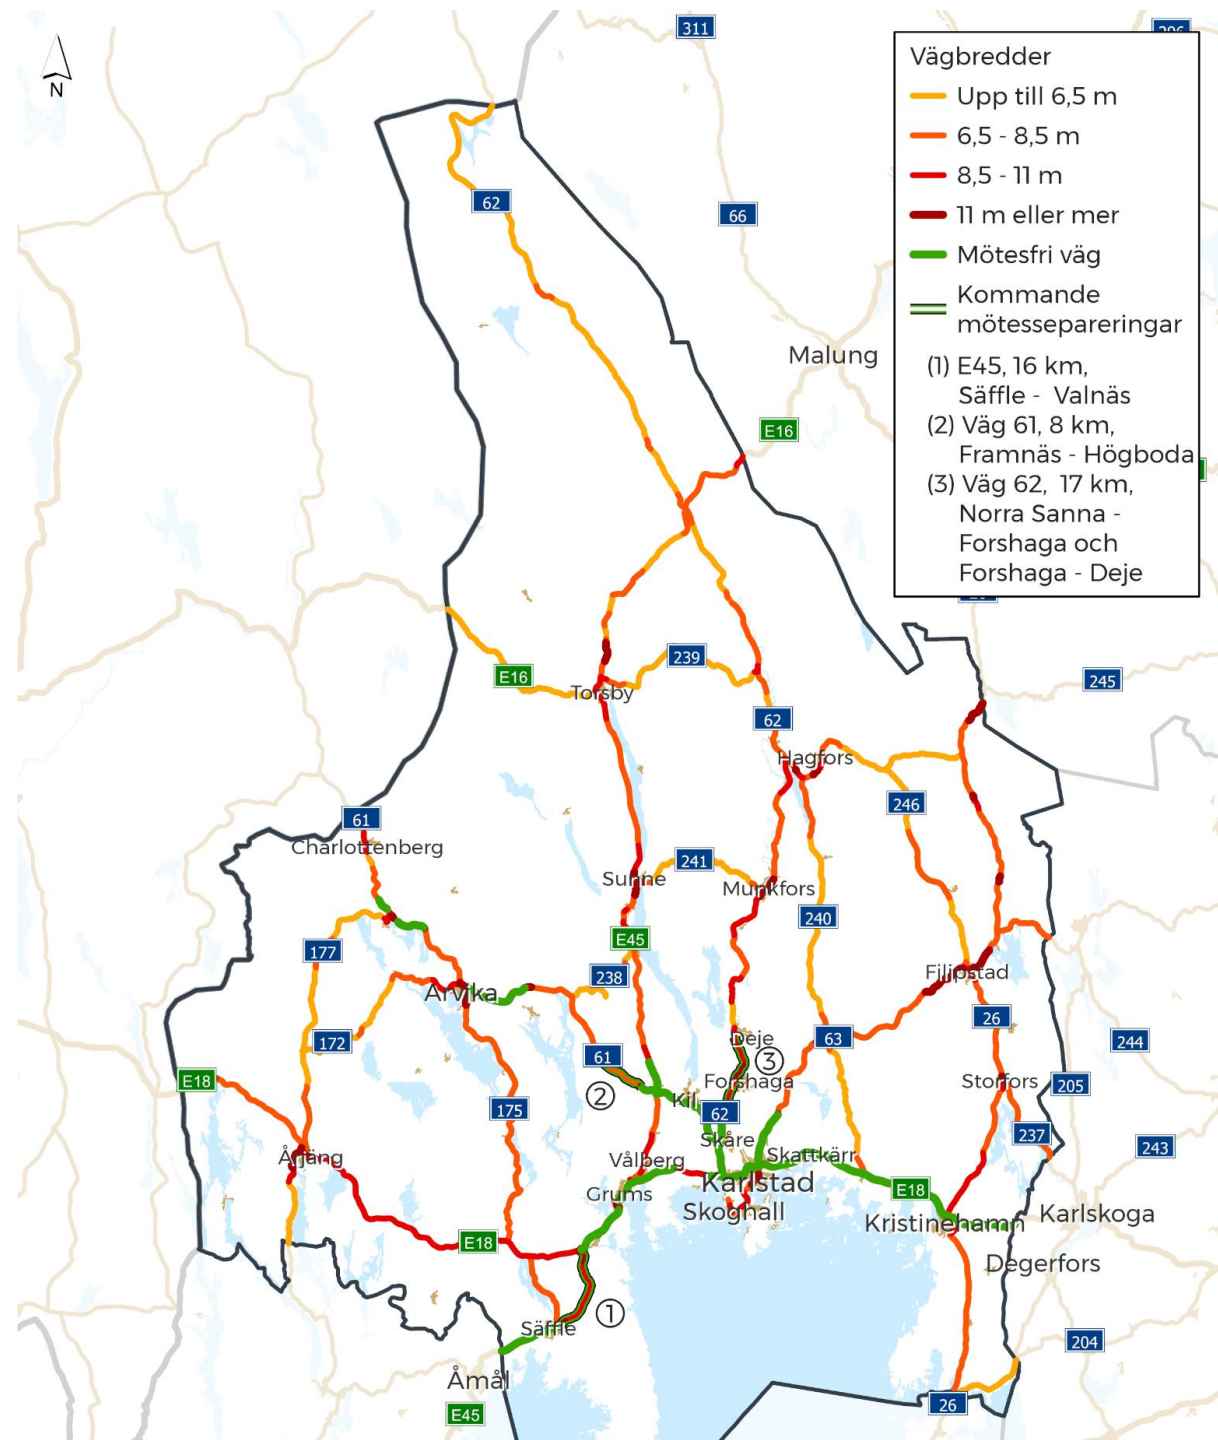 311
N
Vägbredder
Upp till 6,5 m
6,5 - 8,5 m
8,5 - 11 m
11 m eller mer
Mötesfri väg
Kommande
mötessepareringar
(1) E45, 16 km,
Säffle - Valnäs
(2) Väg 61, 8 km,
Framnäs - Högboda
(3) Väg 62, 17 km,
Norra Sanna -
Forshaga och
Forshaga - Deje
62
66
Malung
E16
239
E16
245
Torsby
62
Hagfors
246
61
Charlottenberg
241
Sunne
Munkfors
240
E45
177
238
Filipstad
Arvika
26
172
Deje
63
244
61
3
E18
Forshaga
Storfors
205
2
Kil
62
175
237
Skåre
243
Årjäng
Vålberg
Skattkärr
Karlstad
E18
Grums
Skoghall
Kristinehamn
Karlskoga
E18
Degerfors
1
Säffle
204
Åmål
26
E45